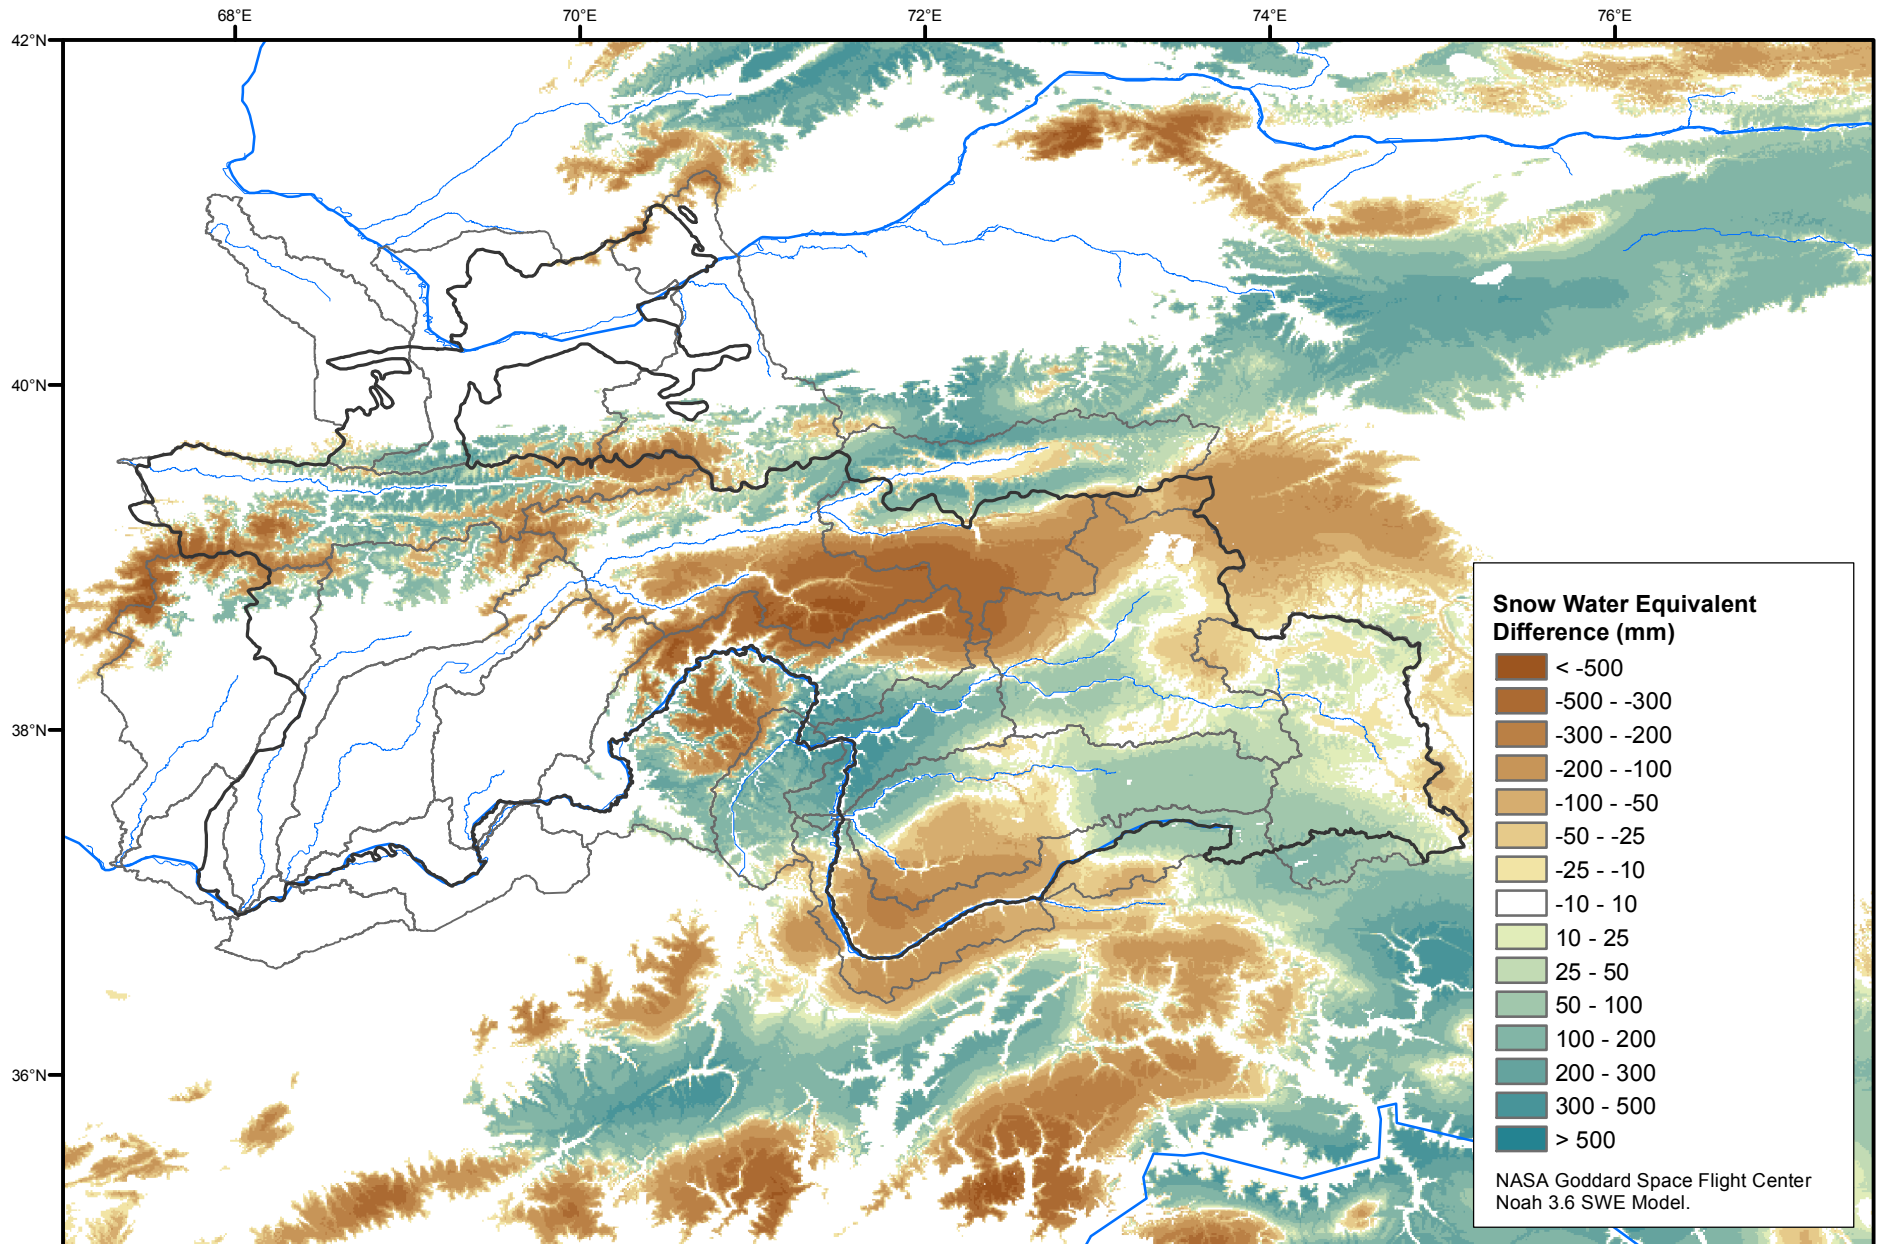 68°E 70°E 72°E 74°E 76°E
42°N
40°N
38°N
36°N
Snow Water Equivalent
Difference (mm)
< -500
-500 - -300
-300 - -200
-200 - -100
-100 - -50
-50 - -25
-25 - -10
-10 - 10
10 - 25
25 - 50
50 - 100
100 - 200
200 - 300
300 - 500
> 500
NASA Goddard Space Flight Center
Noah 3.6 SWE Model.